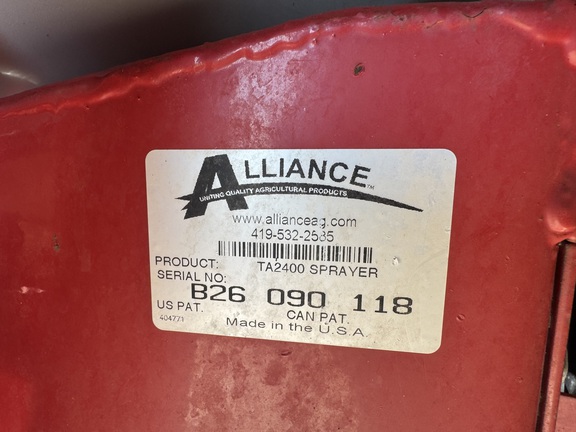 ALLIANCE™
UNITING QUALITY AGRICULTURAL PRODUCTS
www.allianceag.com
419-532-2585
PRODUCT: TA2400 SPRAYER
SERIAL NO:
B26 090 118
US PAT. CAN PAT.
404771 Made in the U.S.A.